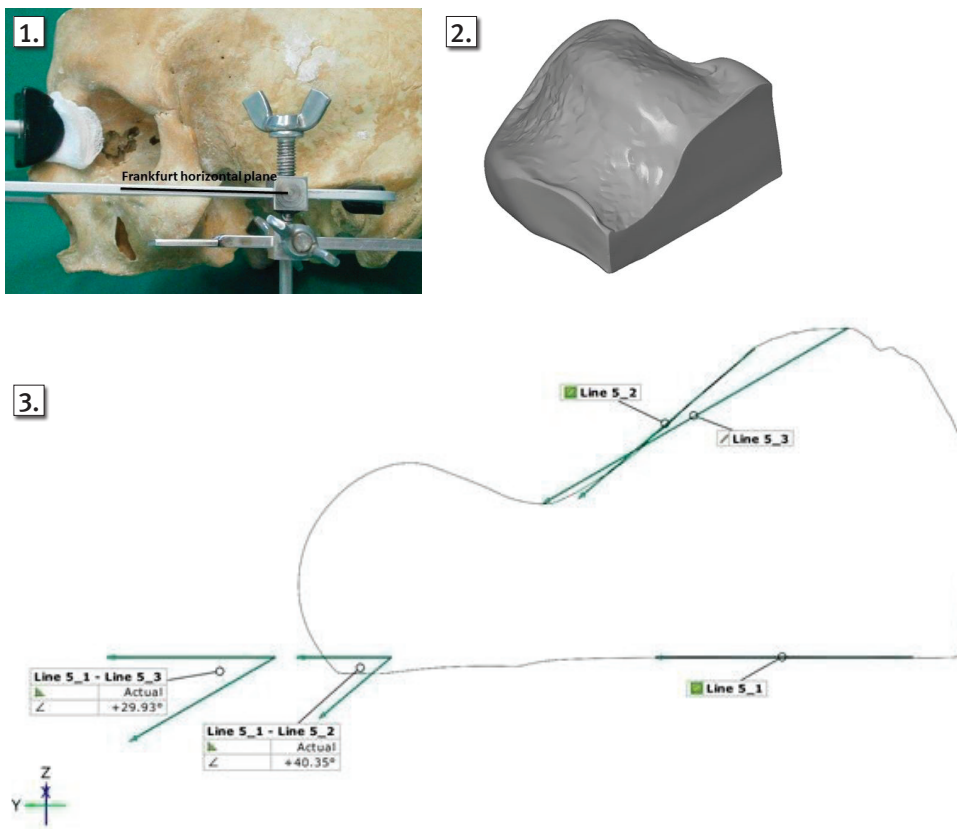 1.
2.
Frankfurt horizontal plane
3.
Line 5_2
Line 5_3
Line 5_1 - Line 5_3
Actual
∠ +29.93°
Line 5_1
Line 5_1 - Line 5_2
Actual
∠ +40.35°
Z
X
Y